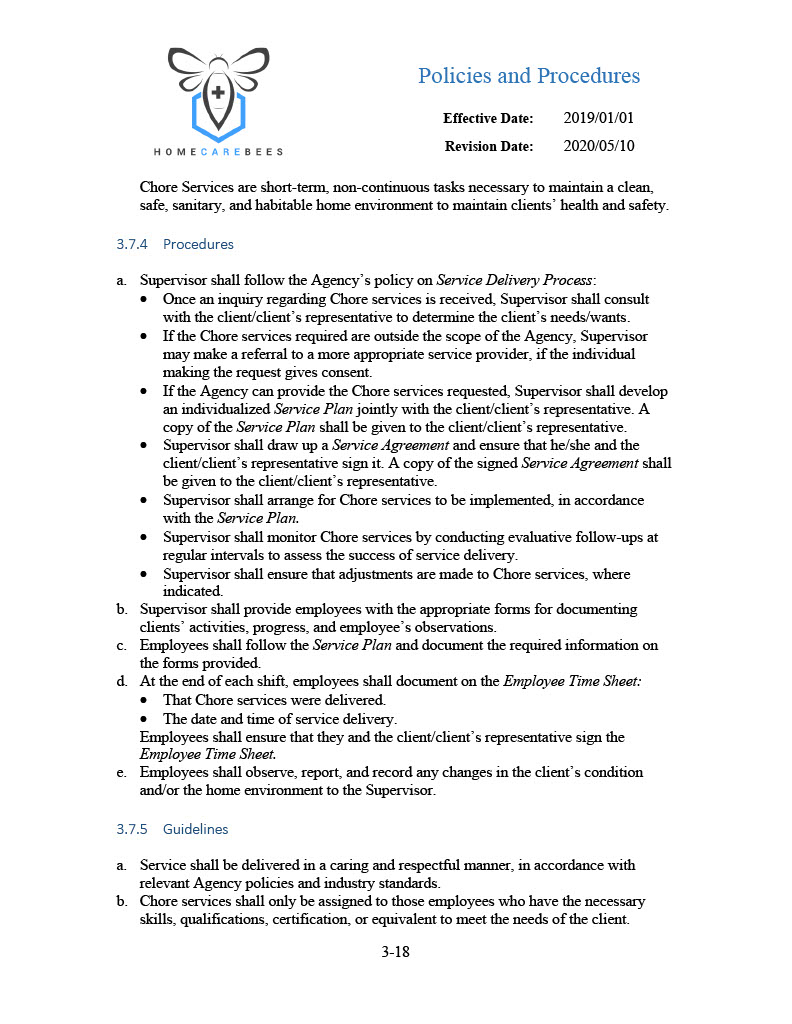 HOMECAREBEES
Policies and Procedures
Effective Date: 2019/01/01
Revision Date: 2020/05/10
Chore Services are short-term, non-continuous tasks necessary to maintain a clean,
safe, sanitary, and habitable home environment to maintain clients’ health and safety.
3.7.4 Procedures
a. Supervisor shall follow the Agency’s policy on Service Delivery Process:
• Once an inquiry regarding Chore services is received, Supervisor shall consult
with the client/client’s representative to determine the client’s needs/wants.
• If the Chore services required are outside the scope of the Agency, Supervisor
may make a referral to a more appropriate service provider, if the individual
making the request gives consent.
• If the Agency can provide the Chore services requested, Supervisor shall develop
an individualized Service Plan jointly with the client/client’s representative. A
copy of the Service Plan shall be given to the client/client’s representative.
• Supervisor shall draw up a Service Agreement and ensure that he/she and the
client/client’s representative sign it. A copy of the signed Service Agreement shall
be given to the client/client’s representative.
• Supervisor shall arrange for Chore services to be implemented, in accordance
with the Service Plan.
• Supervisor shall monitor Chore services by conducting evaluative follow-ups at
regular intervals to assess the success of service delivery.
• Supervisor shall ensure that adjustments are made to Chore services, where
indicated.
b. Supervisor shall provide employees with the appropriate forms for documenting
clients’ activities, progress, and employee’s observations.
c. Employees shall follow the Service Plan and document the required information on
the forms provided.
d. At the end of each shift, employees shall document on the Employee Time Sheet:
• That Chore services were delivered.
• The date and time of service delivery.
Employees shall ensure that they and the client/client’s representative sign the
Employee Time Sheet.
e. Employees shall observe, report, and record any changes in the client’s condition
and/or the home environment to the Supervisor.
3.7.5 Guidelines
a. Service shall be delivered in a caring and respectful manner, in accordance with
relevant Agency policies and industry standards.
b. Chore services shall only be assigned to those employees who have the necessary
skills, qualifications, certification, or equivalent to meet the needs of the client.
3-18